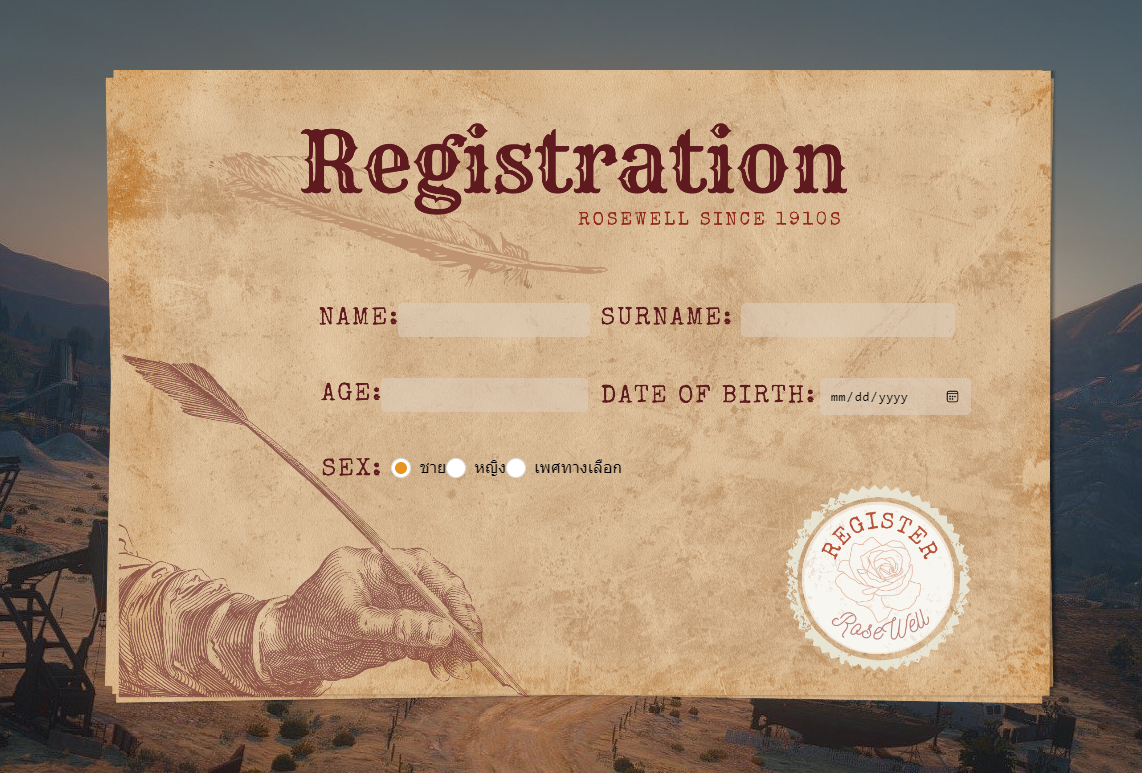 Registration
ROSEWELL SINCE 1910S
NAME: SURNAME:
AGE: DATE OF BIRTH: mm/dd/yyyy
SEX: ชาย หญิง เพศทางเลือก
REGISTER
RoseWell